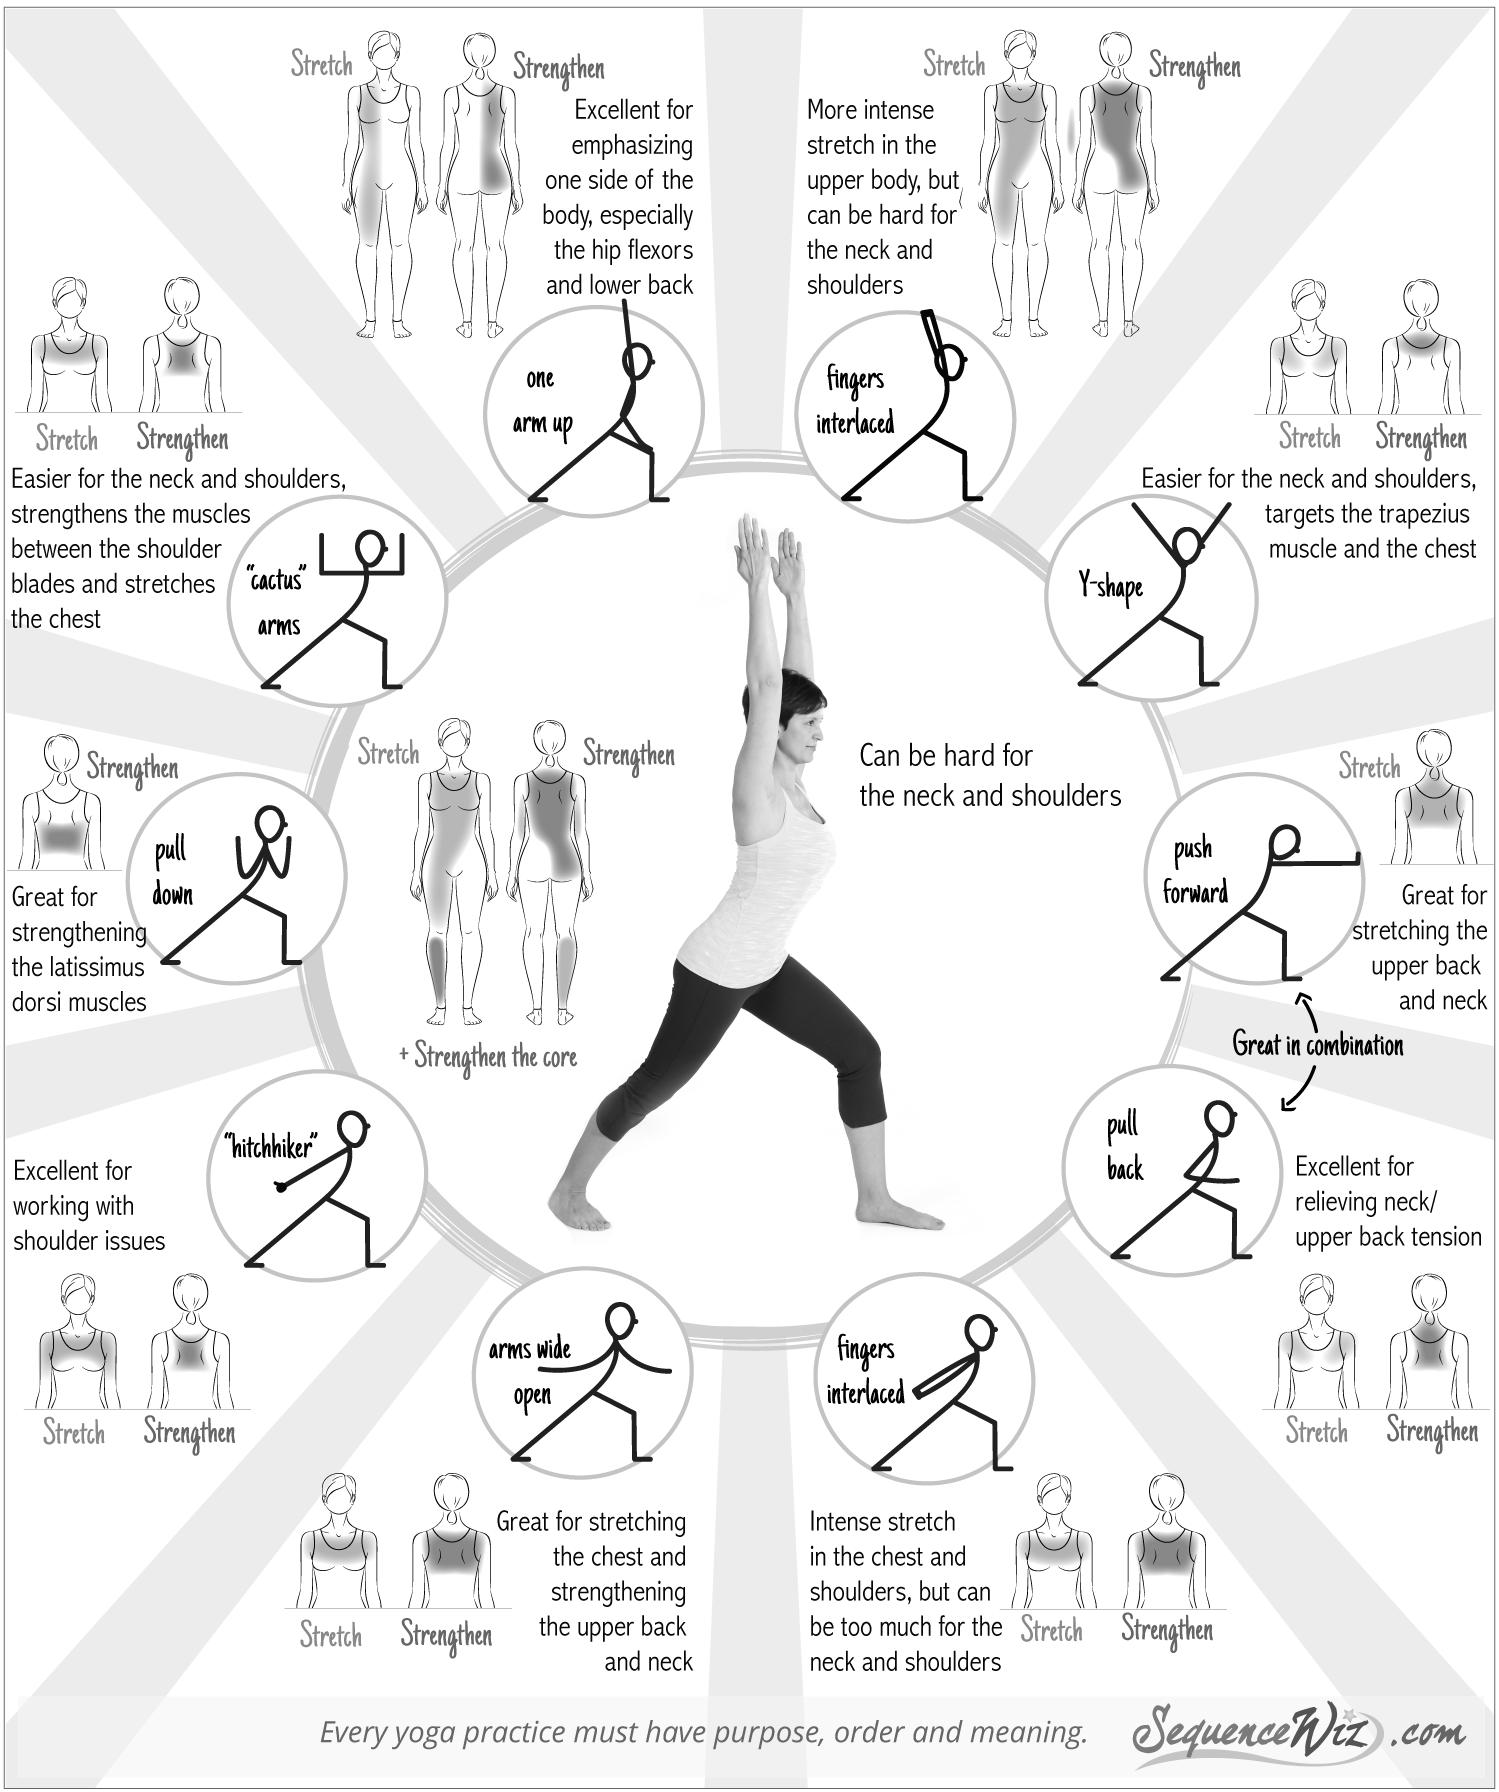 Stretch
Strengthen
Excellent for
emphasizing
one side of the
body, especially
the hip flexors
and lower back
one
arm up
Stretch
Strengthen
More intense
stretch in the
upper body, but
can be hard for
the neck and
shoulders
fingers
interlaced
Stretch
Strengthen
Easier for the neck and shoulders,
strengthens the muscles
between the shoulder
blades and stretches
the chest
"cactus"
arms
Stretch
Strengthen
Easier for the neck and shoulders,
targets the trapezius
muscle and the chest
Y-shape
Strengthen
pull
down
Great for
strengthening
the latissimus
dorsi muscles
Stretch
Strengthen
+ Strengthen the core
Can be hard for
the neck and shoulders
Stretch
push
forward
Great for
stretching the
upper back
and neck
Great in combination
"hitchhiker"
Excellent for
working with
shoulder issues
Stretch
Strengthen
pull
back
Excellent for
relieving neck/
upper back tension
Stretch
Strengthen
arms wide
open
Great for stretching
the chest and
strengthening
the upper back
and neck
Stretch
Strengthen
fingers
interlaced
Intense stretch
in the chest and
shoulders, but can
be too much for the
neck and shoulders
Stretch
Strengthen
Every yoga practice must have purpose, order and meaning.
SequenceWiz.com